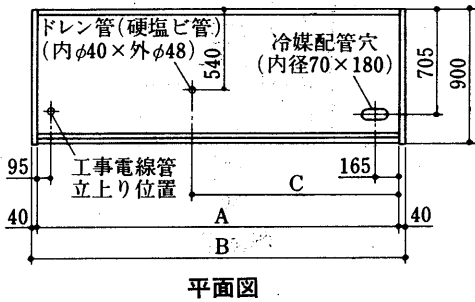 ドレン管(硬塩ビ管)
(内φ40×外φ48)
540
冷媒配管穴
(内径70×180)
705
900
95
工事電線管
立上り位置
165
C
40
A
40
B
平面図